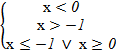 x < 0
x > -1
x ≤ -1 ∨ x ≥ 0